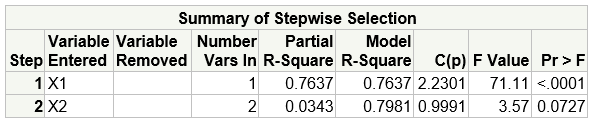 Summary of Stepwise Selection
Step Variable Entered Variable Removed Number Vars In Partial R-Square Model R-Square C(p) F Value Pr > F
1 X1 1 0.7637 0.7637 2.2301 71.11 <.0001
2 X2 2 0.0343 0.7981 0.9991 3.57 0.0727